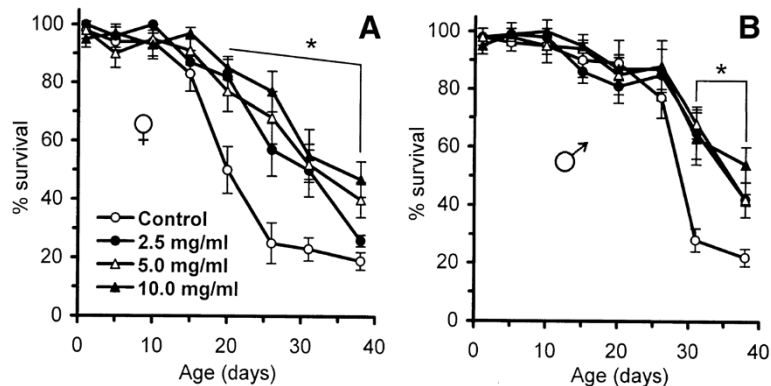 A
100
80
60
40
20
0
% survival
*
♀
Control
2.5 mg/ml
5.0 mg/ml
10.0 mg/ml
0 10 20 30 40
Age (days)
B
100
80
60
40
20
0
% survival
*
♂
0 10 20 30 40
Age (days)